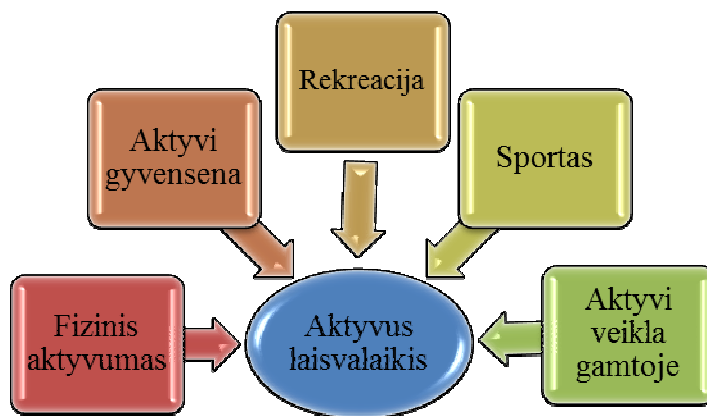 Rekreacija
Aktyvi
gyvensena
Sportas
Fizinis
aktyvumas
Aktyvus
laisvalaikis
Aktyvi
veikla
gamtoje